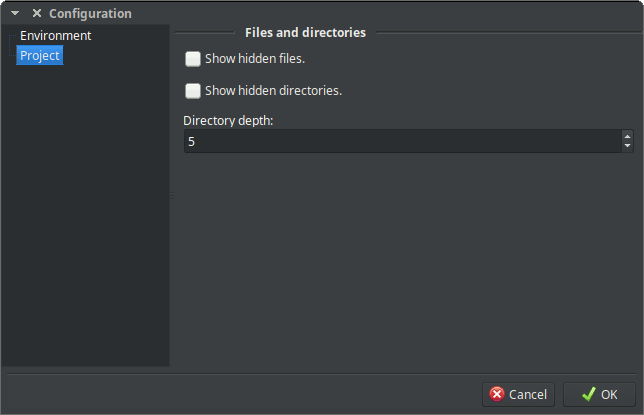 Configuration
Environment
Project
Files and directories
Show hidden files.
Show hidden directories.
Directory depth:
5
Cancel
OK